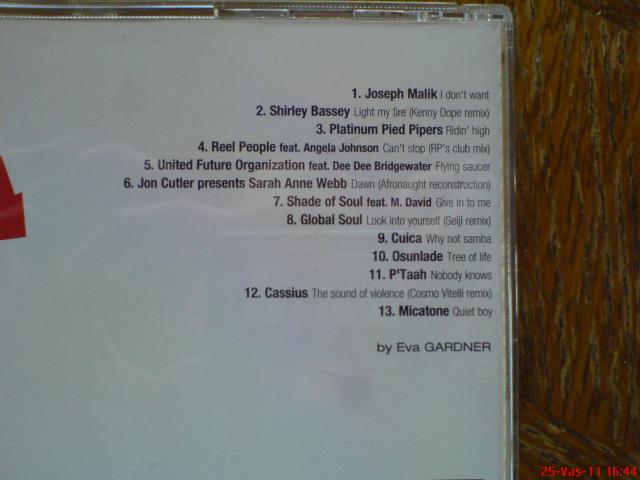 1. Joseph Malik I don't want
2. Shirley Bassey Light my fire (Kenny Dope remix)
3. Platinum Pied Pipers Ridin' high
4. Reel People feat. Angela Johnson Can't stop (RP's club mix)
5. United Future Organization feat. Dee Dee Bridgewater Flying saucer
6. Jon Cutler presents Sarah Anne Webb Dawn (Afronaught reconstruction)
7. Shade of Soul feat. M. David Give in to me
8. Global Soul Look into yourself (Seiji remix)
9. Cuica Why not samba
10. Osunlade Tree of life
11. P'Taah Nobody knows
12. Cassius The sound of violence (Cosmo Vitelli remix)
13. Micatone Quiet boy
by Eva GARDNER
25-Vas-11 16:44